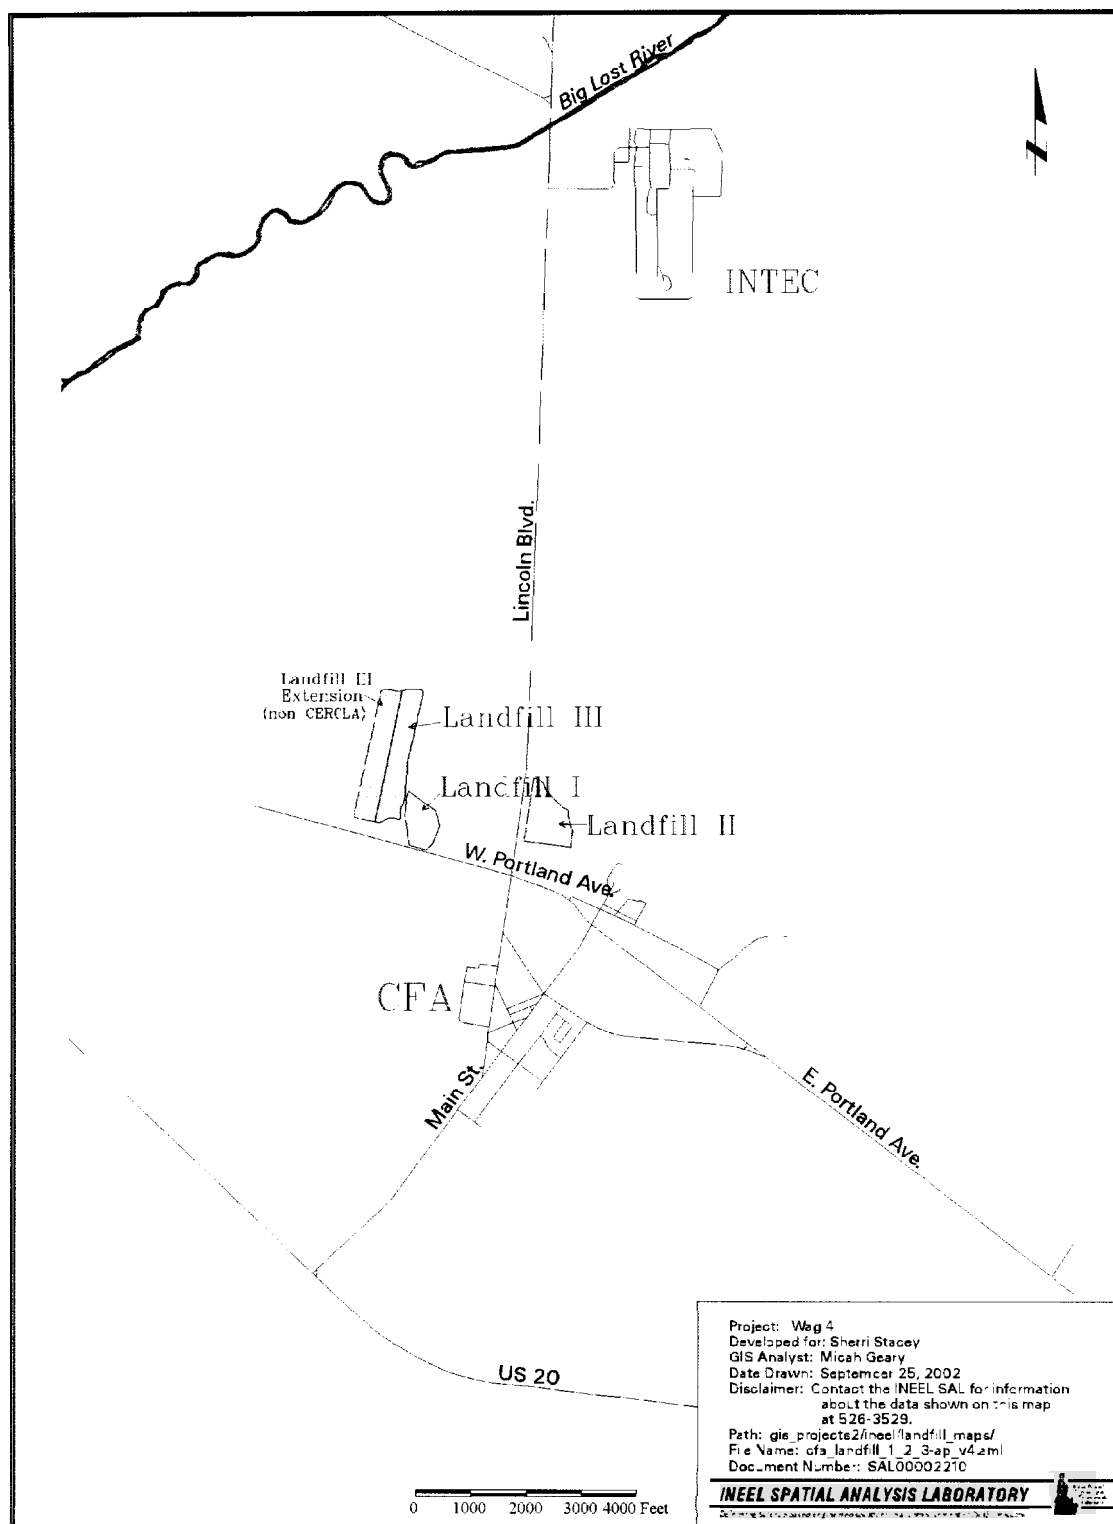 Big Lost River
INTEC
Lincoln Blvd.
Landfill III
Extension
(non CERCLA)
Landfill III
Landfill I
Landfill II
W. Portland Ave.
CFA
Main St.
E. Portland Ave.
US 20
0 1000 2000 3000 4000 Feet
Project: Wag 4
Developed for: Sherri Stacey
GIS Analyst: Micah Geary
Date Drawn: September 25, 2002
Disclaimer: Contact the INEEL SAL for information
about the data shown on this map
at 526-3529.
Path: gis_projects2/ineel/landfill_maps/
File Name: cfa_landfill_1_2_3-ap_v4.aml
Document Number: SAL00002210
INEEL SPATIAL ANALYSIS LABORATORY